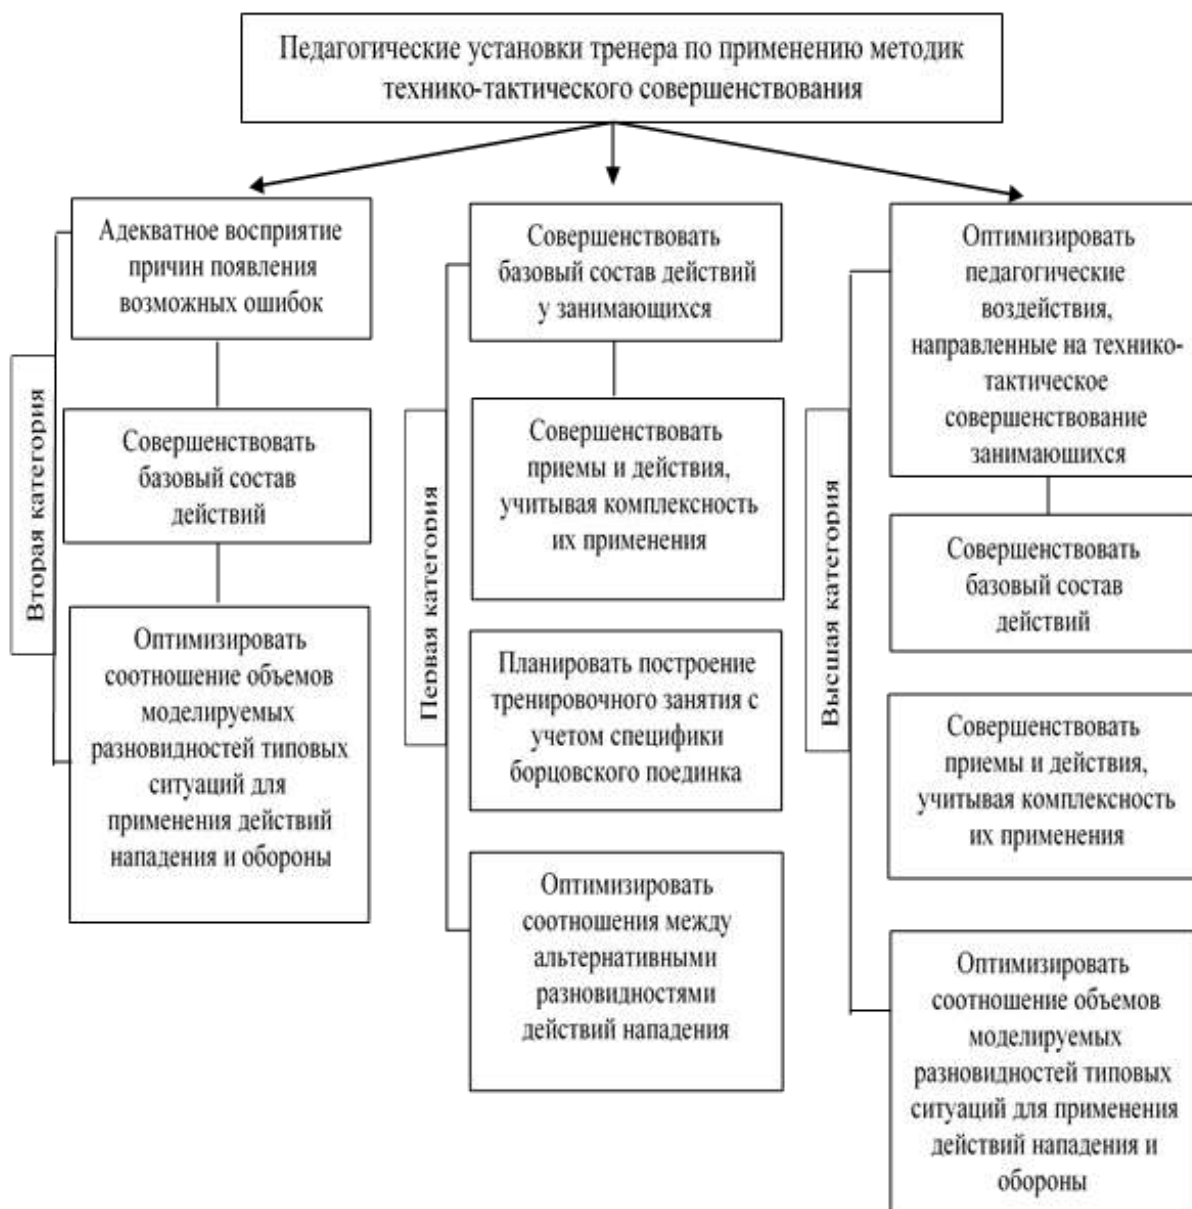 Педагогические установки тренера по применению методик
технико-тактического совершенствования
Вторая категория
Адекватное восприятие
причин появления
возможных ошибок
Совершенствовать
базовый состав
действий
Оптимизировать
соотношение объемов
моделируемых
разновидностей типовых
ситуаций для
применения действий
нападения и обороны
Первая категория
Совершенствовать
базовый состав действий
у занимающихся
Совершенствовать
приемы и действия,
учитывая комплексность
их применения
Планировать построение
тренировочного занятия с
учетом специфики
борцовского поединка
Оптимизировать
соотношения между
альтернативными
разновидностями
действий нападения
Высшая категория
Оптимизировать
педагогические
воздействия,
направленные на технико-
тактическое
совершенствование
занимающихся
Совершенствовать
базовый состав
действий
Совершенствовать
приемы и действия,
учитывая комплексность
их применения
Оптимизировать
соотношение объемов
моделируемых
разновидностей типовых
ситуаций для применения
действий нападения и
обороны